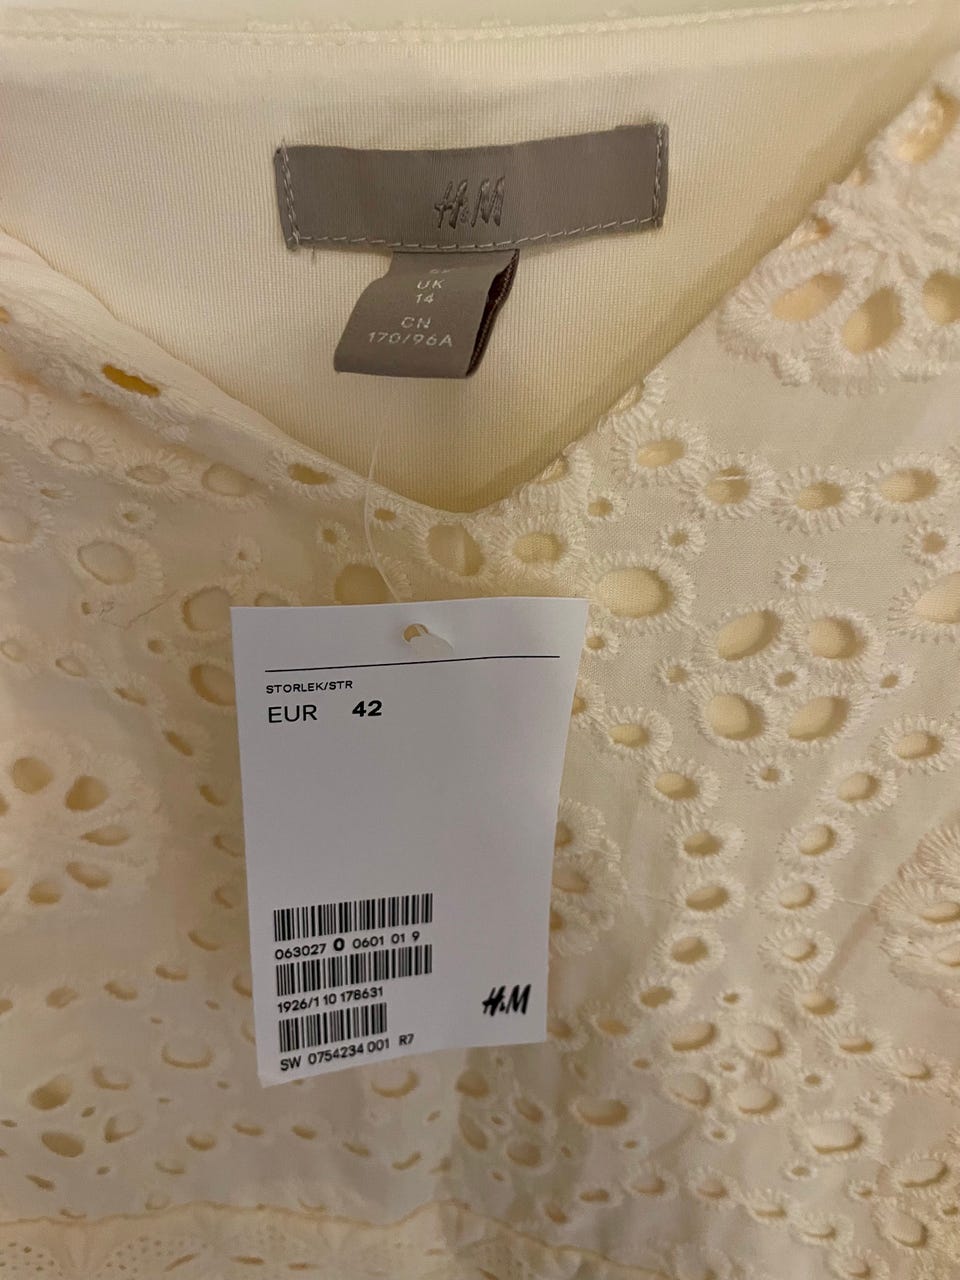 H&M
UK
14
CN
170/96A
STORLEK/STR
EUR 42
063027 0 0601 01 9
1926/1 10 178631
H&M
SW 0754234 001 R7